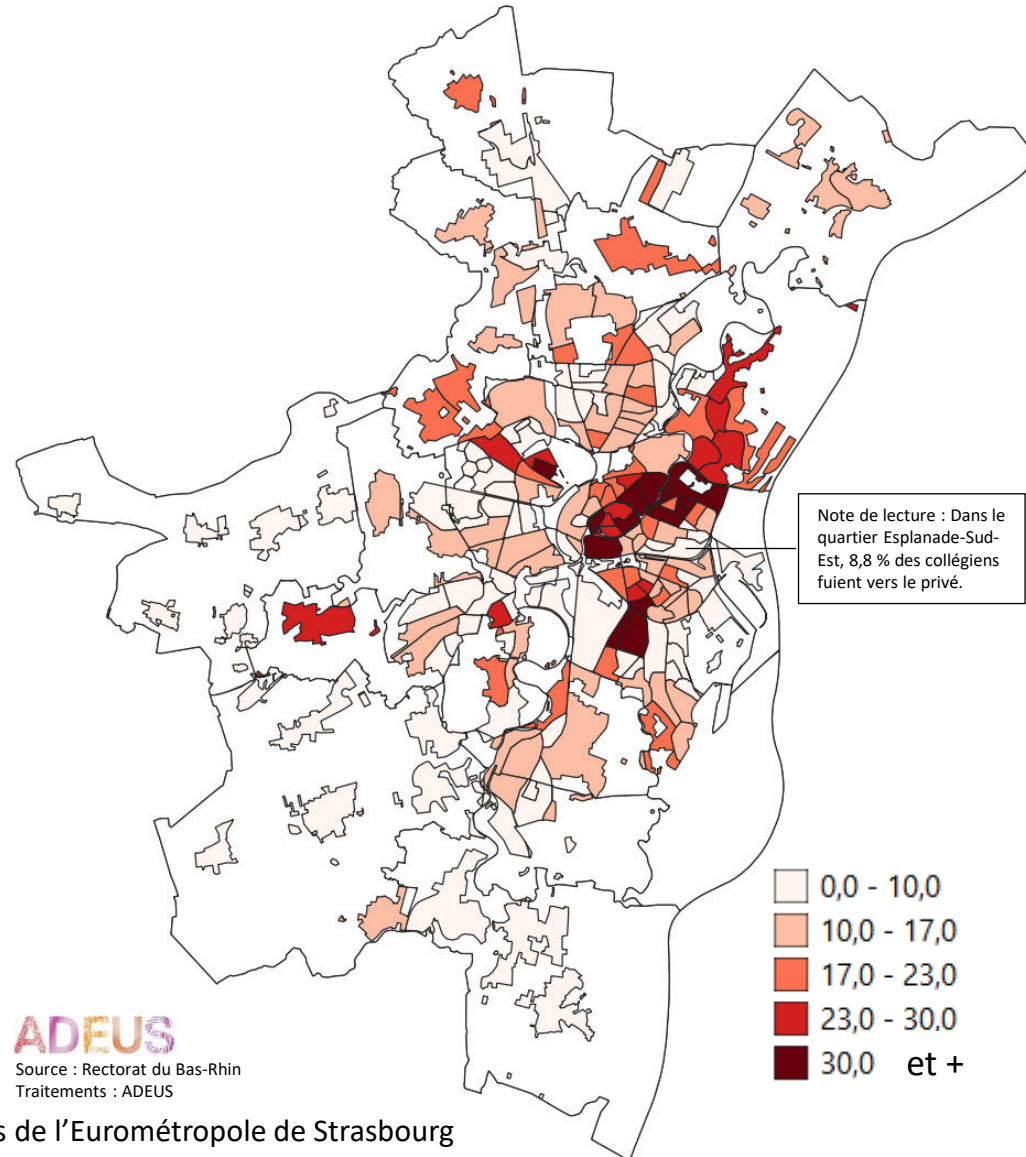 Note de lecture : Dans le
quartier Esplanade-Sud-
Est, 8,8 % des collégiens
fuient vers le privé.
0,0 - 10,0
10,0 - 17,0
17,0 - 23,0
23,0 - 30,0
30,0 et +
ADEUS
Source : Rectorat du Bas-Rhin
Traitements : ADEUS
s de l’Eurométropole de Strasbourg